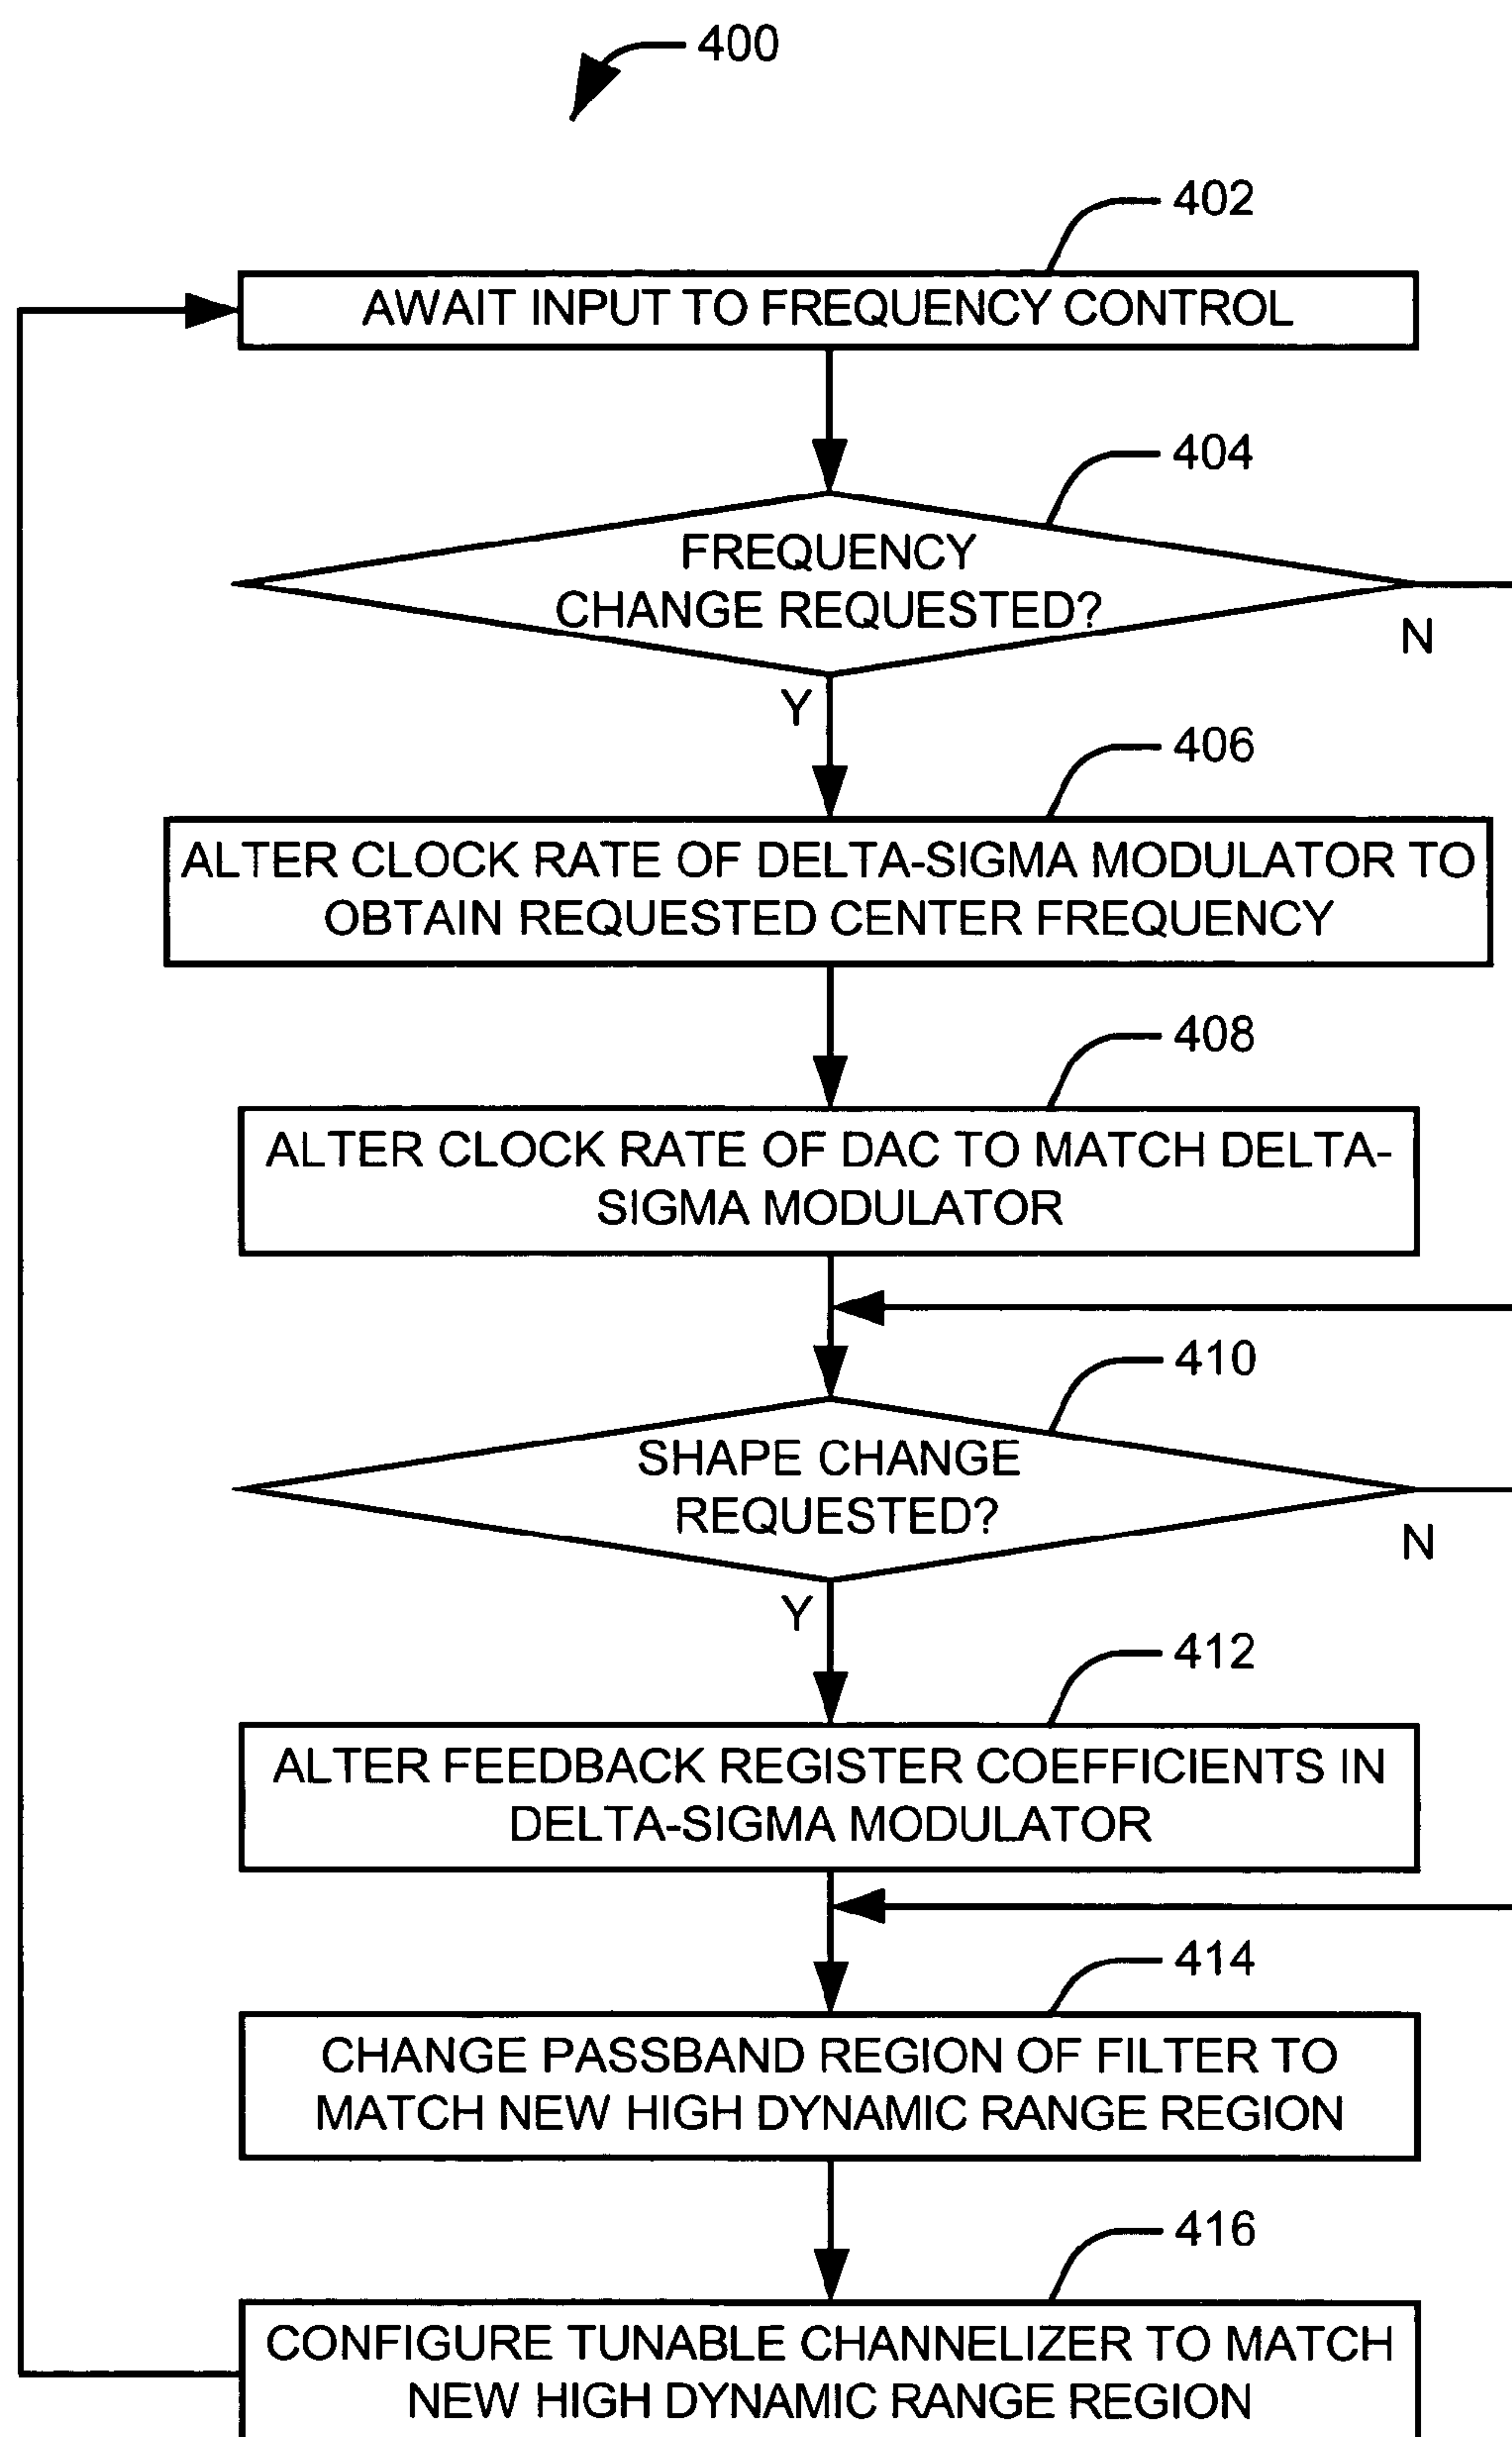 400
402
AWAIT INPUT TO FREQUENCY CONTROL
404
FREQUENCY
CHANGE REQUESTED?
N
Y
406
ALTER CLOCK RATE OF DELTA-SIGMA MODULATOR TO
OBTAIN REQUESTED CENTER FREQUENCY
408
ALTER CLOCK RATE OF DAC TO MATCH DELTA-
SIGMA MODULATOR
410
SHAPE CHANGE
REQUESTED?
N
Y
412
ALTER FEEDBACK REGISTER COEFFICIENTS IN
DELTA-SIGMA MODULATOR
414
CHANGE PASSBAND REGION OF FILTER TO
MATCH NEW HIGH DYNAMIC RANGE REGION
416
CONFIGURE TUNABLE CHANNELIZER TO MATCH
NEW HIGH DYNAMIC RANGE REGION